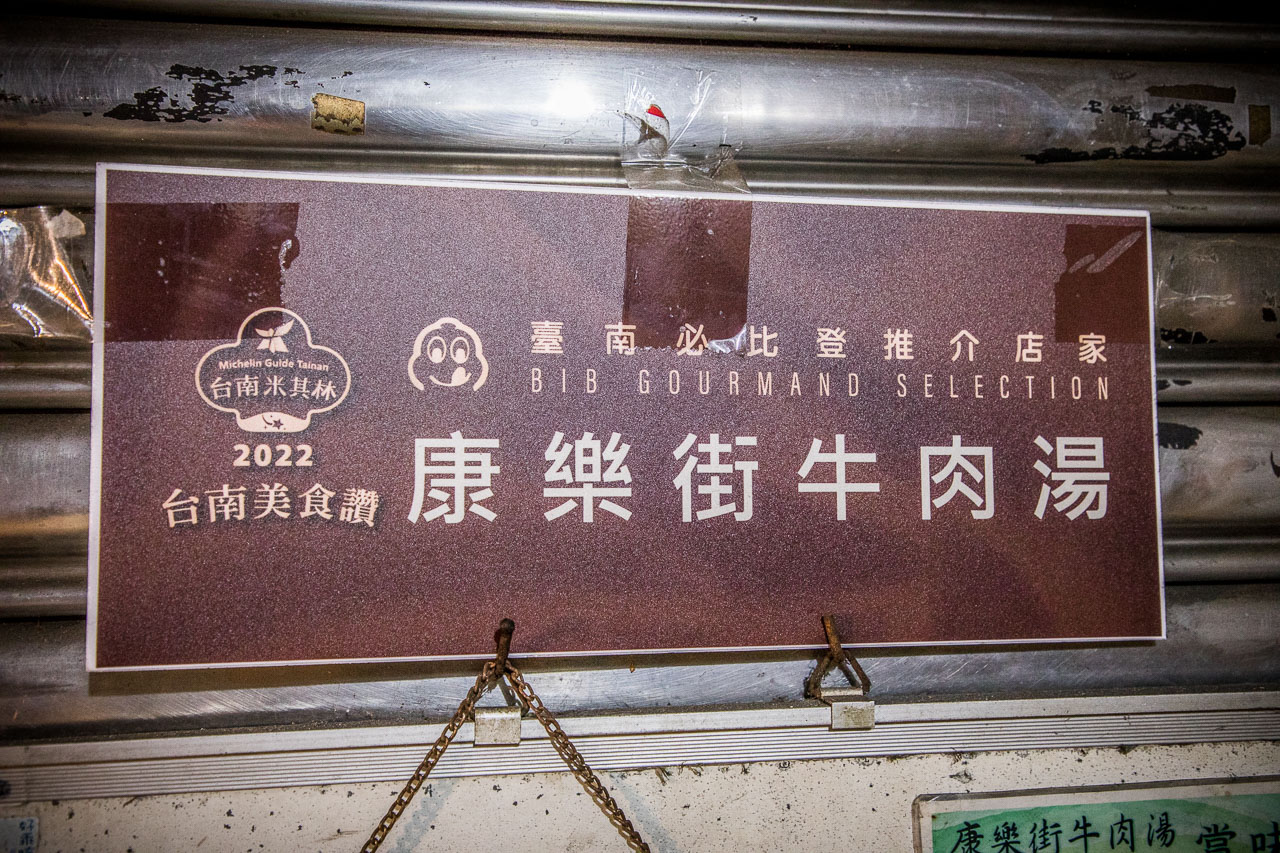 Michelin Guide Tainan
台南米其林
2022
台南美食讚
臺南必比登推介店家
BIB GOURMAND SELECTION
康樂街牛肉湯
康樂街牛肉湯 賞味